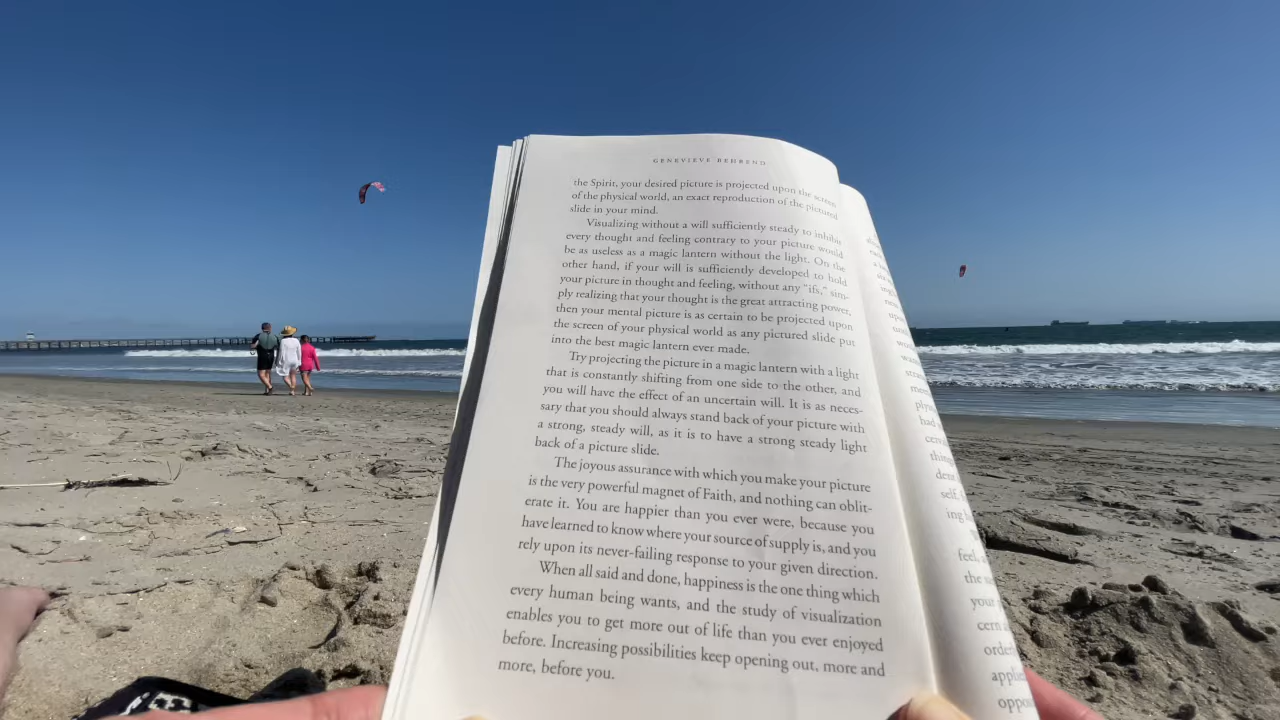 GENEVIEVE BEHREND
the Spirit, your desired picture is projected upon the screen
of the physical world, an exact reproduction of the pictured
slide in your mind.
Visualizing without a will sufficiently steady to inhibit
every thought and feeling contrary to your picture would
be as useless as a magic lantern without the light. On the
other hand, if your will is sufficiently developed to hold
your picture in thought and feeling, without any "ifs," sim-
ply realizing that your thought is the great attracting power,
then your mental picture is as certain to be projected upon
the screen of your physical world as any pictured slide put
into the best magic lantern ever made.
Try projecting the picture in a magic lantern with a light
that is constantly shifting from one side to the other, and
you will have the effect of an uncertain will. It is as neces-
sary that you should always stand back of your picture with
a strong, steady will, as it is to have a strong steady light
back of a picture slide.
The joyous assurance with which you make your picture
is the very powerful magnet of Faith, and nothing can oblit-
erate it. You are happier than you ever were, because you
have learned to know where your source of supply is, and you
rely upon its never-failing response to your given direction.
When all said and done, happiness is the one thing which
every human being wants, and the study of visualization
enables you to get more out of life than you ever enjoyed
before. Increasing possibilities keep opening out, more and
more, before you.